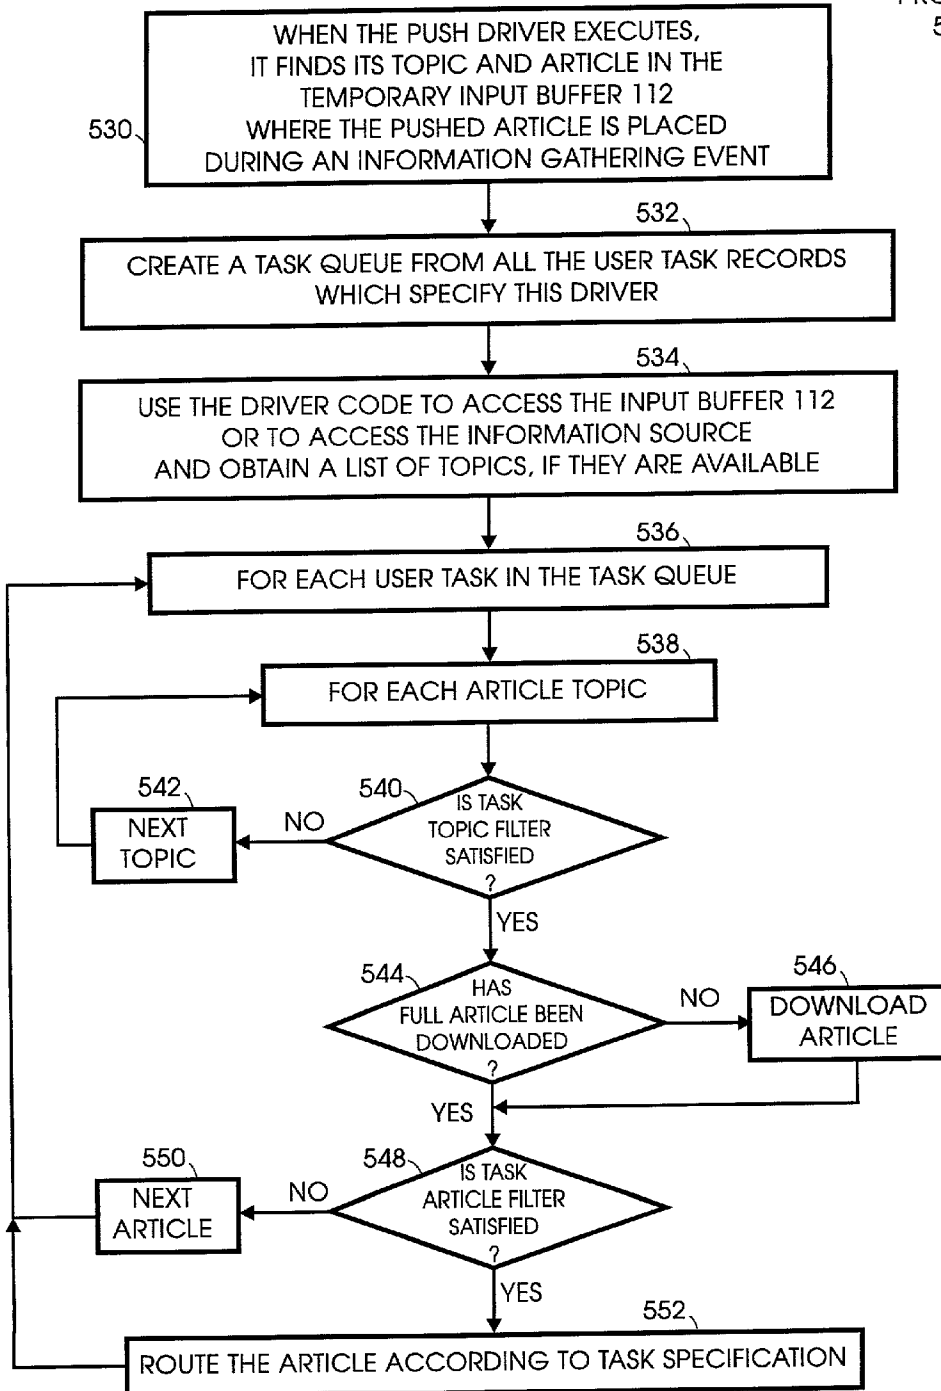 WHEN THE PUSH DRIVER EXECUTES,
IT FINDS ITS TOPIC AND ARTICLE IN THE
TEMPORARY INPUT BUFFER 112
WHERE THE PUSHED ARTICLE IS PLACED
DURING AN INFORMATION GATHERING EVENT
530
532
CREATE A TASK QUEUE FROM ALL THE USER TASK RECORDS
WHICH SPECIFY THIS DRIVER
534
USE THE DRIVER CODE TO ACCESS THE INPUT BUFFER 112
OR TO ACCESS THE INFORMATION SOURCE
AND OBTAIN A LIST OF TOPICS, IF THEY ARE AVAILABLE
536
FOR EACH USER TASK IN THE TASK QUEUE
538
FOR EACH ARTICLE TOPIC
540
IS TASK
TOPIC FILTER
SATISFIED
?
NO
542
NEXT
TOPIC
YES
544
HAS
FULL ARTICLE BEEN
DOWNLOADED
?
NO
546
DOWNLOAD
ARTICLE
YES
548
IS TASK
ARTICLE FILTER
SATISFIED
?
NO
550
NEXT
ARTICLE
YES
552
ROUTE THE ARTICLE ACCORDING TO TASK SPECIFICATION